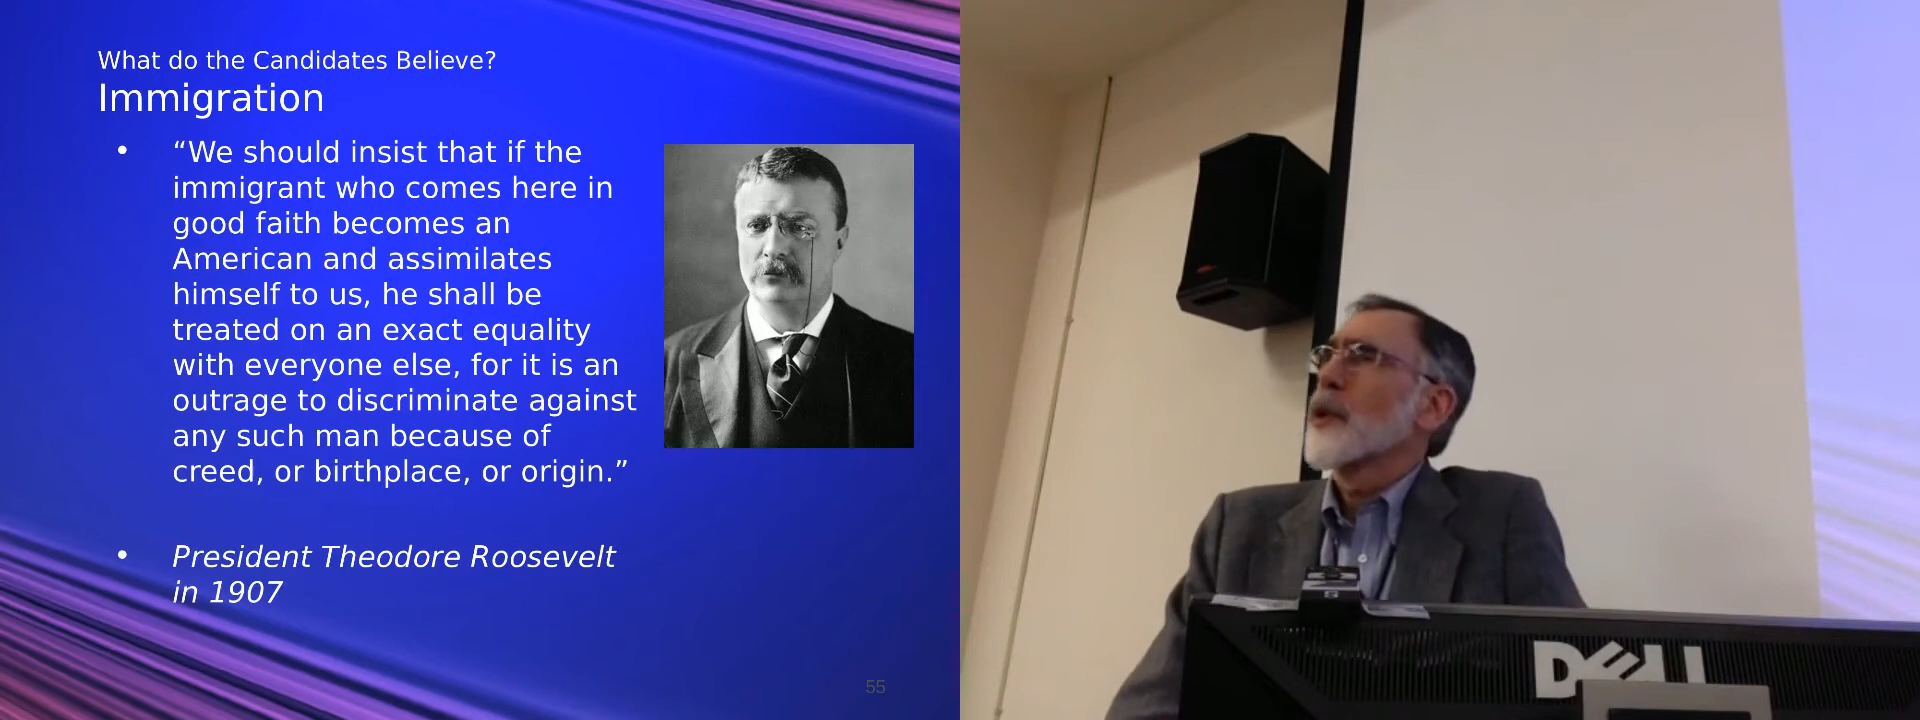 What do the Candidates Believe?
Immigration
• “We should insist that if the
immigrant who comes here in
good faith becomes an
American and assimilates
himself to us, he shall be
treated on an exact equality
with everyone else, for it is an
outrage to discriminate against
any such man because of
creed, or birthplace, or origin.”
• President Theodore Roosevelt
in 1907
55
DELL